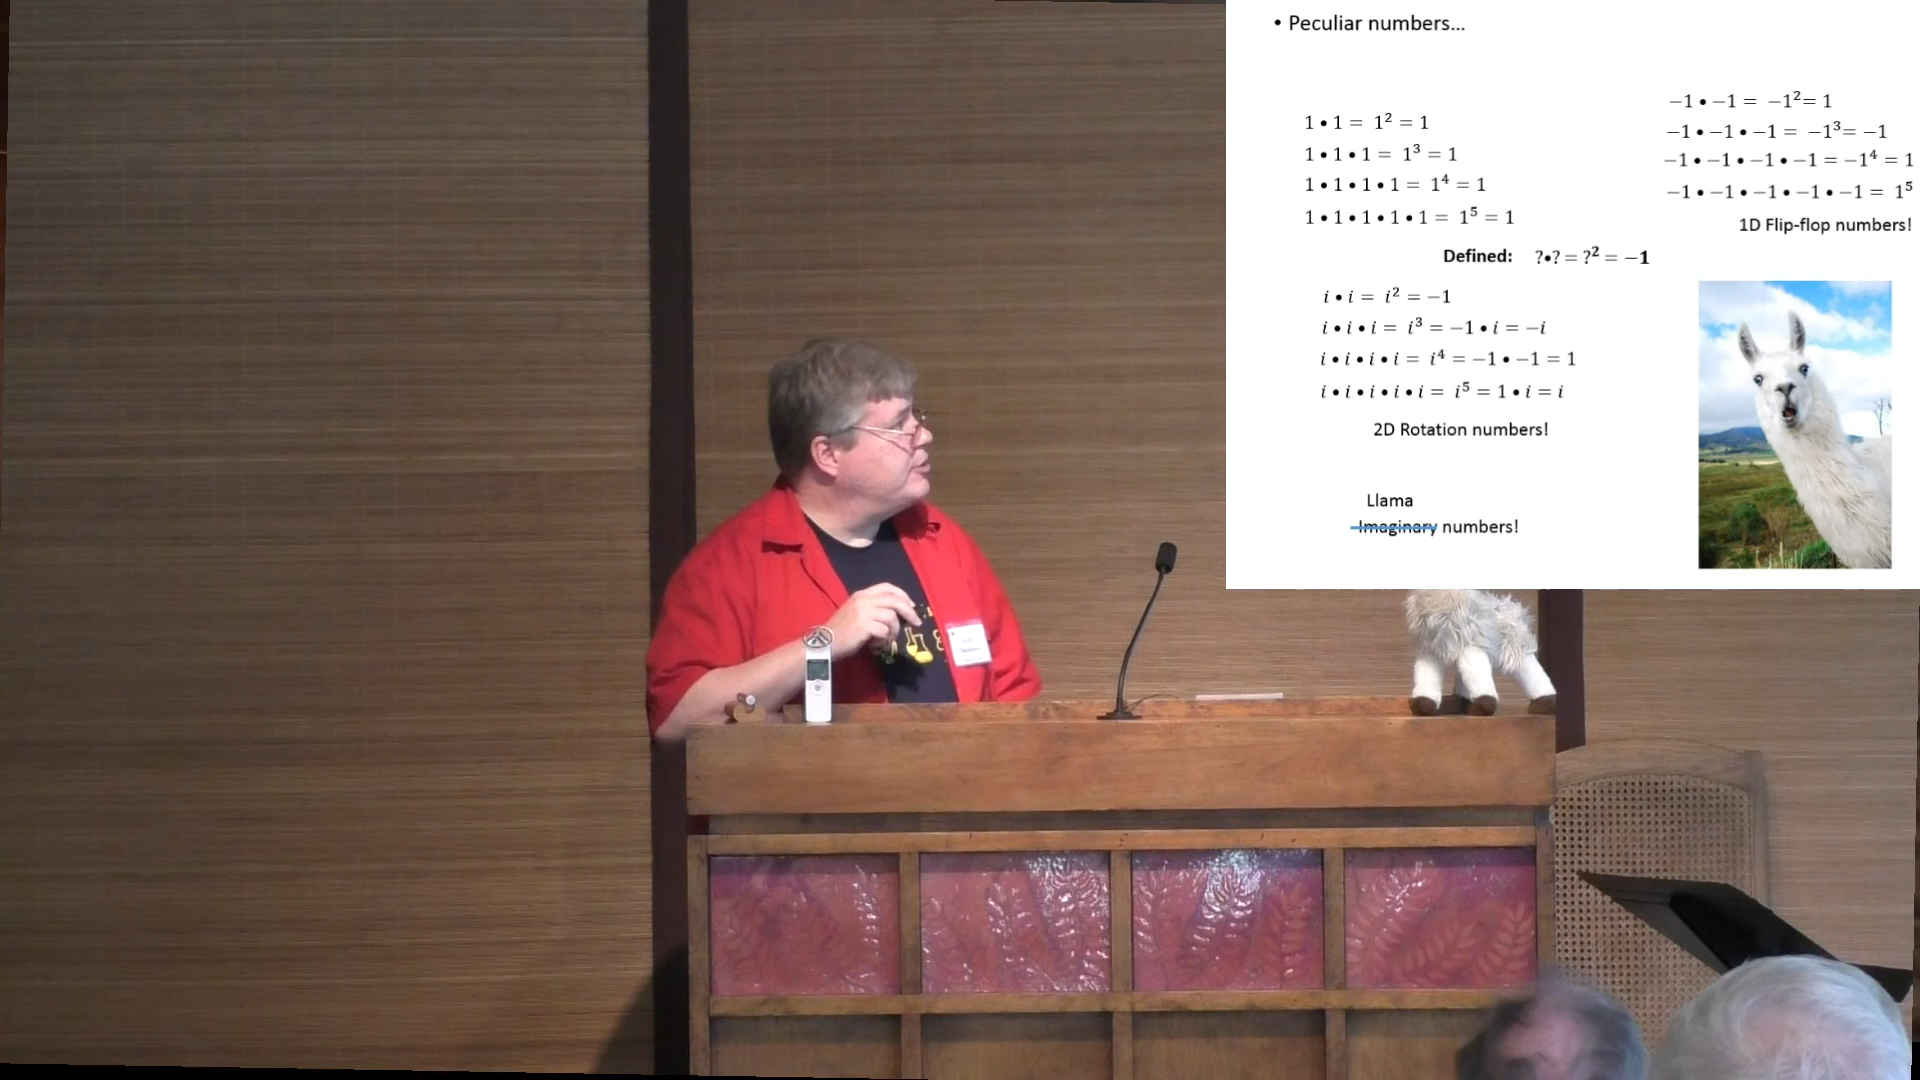 • Peculiar numbers...
1 • 1 = 1² = 1
1 • 1 • 1 = 1³ = 1
1 • 1 • 1 • 1 = 1⁴ = 1
1 • 1 • 1 • 1 • 1 = 1⁵ = 1
−1 • −1 = −1²= 1
−1 • −1 • −1 = −1³= −1
−1 • −1 • −1 • −1 = −1⁴ = 1
−1 • −1 • −1 • −1 • −1 = 1⁵
1D Flip-flop numbers!
Defined: ?•? = ?² = −1
i • i = i² = −1
i • i • i = i³ = −1 • i = −i
i • i • i • i = i⁴ = −1 • −1 = 1
i • i • i • i • i = i⁵ = 1 • i = i
2D Rotation numbers!
Llama
Imaginary numbers!